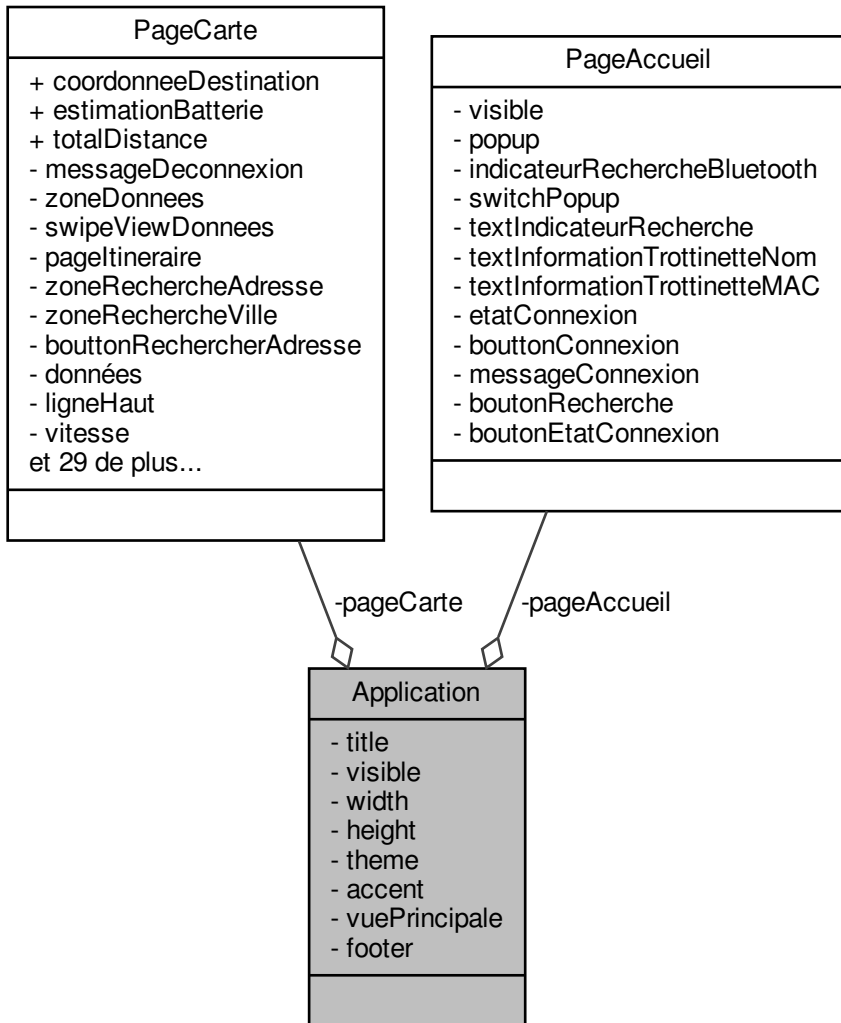 PageCarte
+ coordonneeDestination
+ estimationBatterie
+ totalDistance
- messageDeconnexion
- zoneDonnees
- swipeViewDonnees
- pageItineraire
- zoneRechercheAdresse
- zoneRechercheVille
- bouttonRechercherAdresse
- données
- ligneHaut
- vitesse
et 29 de plus...
PageAccueil
- visible
- popup
- indicateurRechercheBluetooth
- switchPopup
- textIndicateurRecherche
- textInformationTrottinetteNom
- textInformationTrottinetteMAC
- etatConnexion
- bouttonConnexion
- messageConnexion
- boutonRecherche
- boutonEtatConnexion
-pageCarte
-pageAccueil
Application
- title
- visible
- width
- height
- theme
- accent
- vuePrincipale
- footer